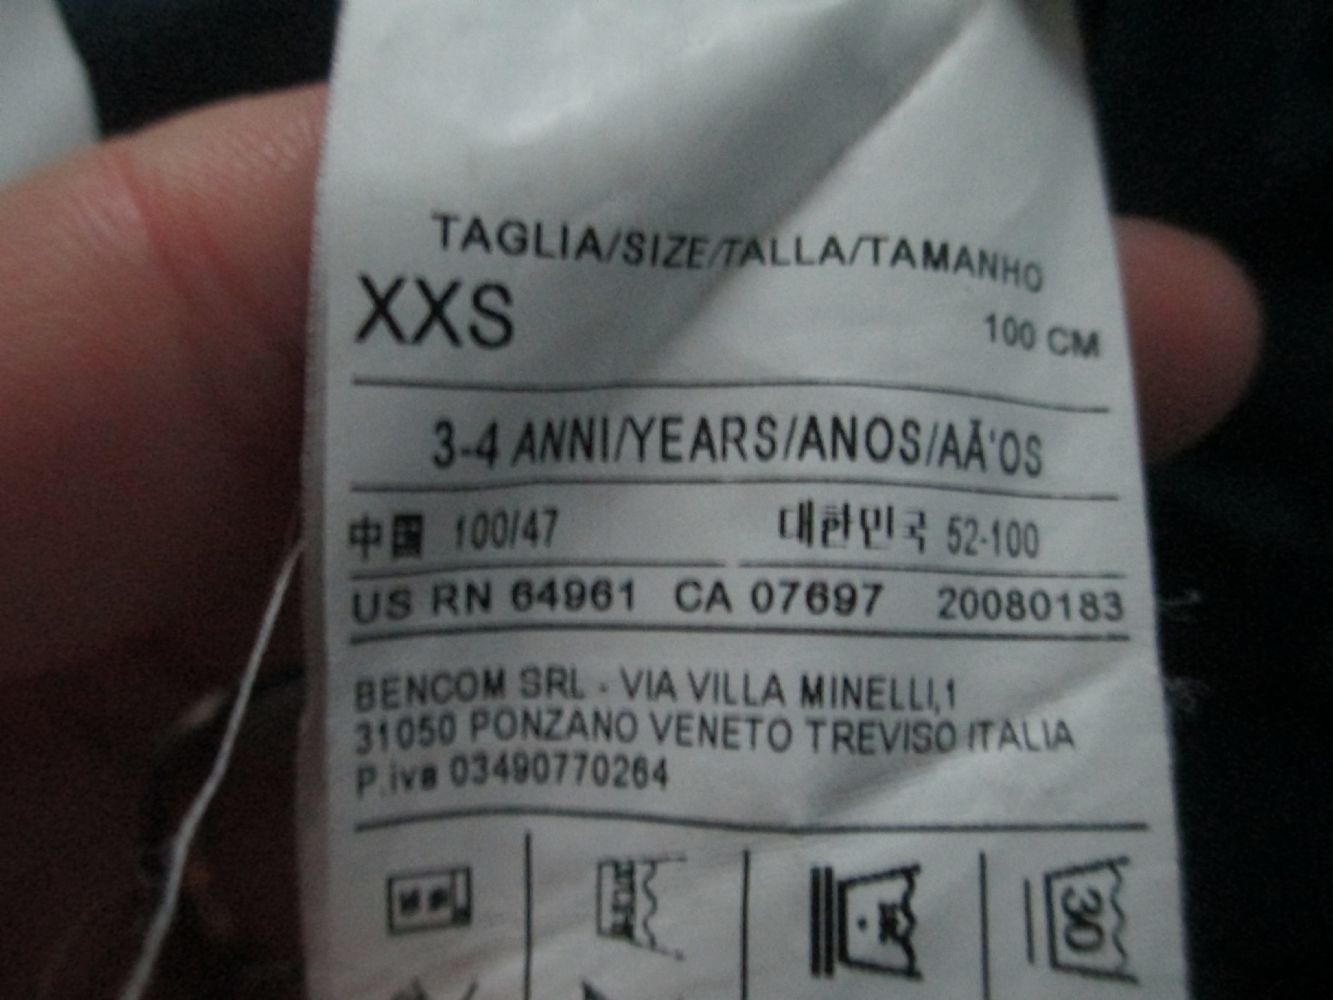 TAGLIA/SIZE/TALLA/TAMANHO
XXS 100 CM
3-4 ANNI/YEARS/ANOS/AÃ'OS
中国 100/47 대한민국 52-100
US RN 64961 CA 07697 20080183
BENCOM SRL - VIA VILLA MINELLI,1
31050 PONZANO VENETO TREVISO ITALIA
P.iva 03490770264
30